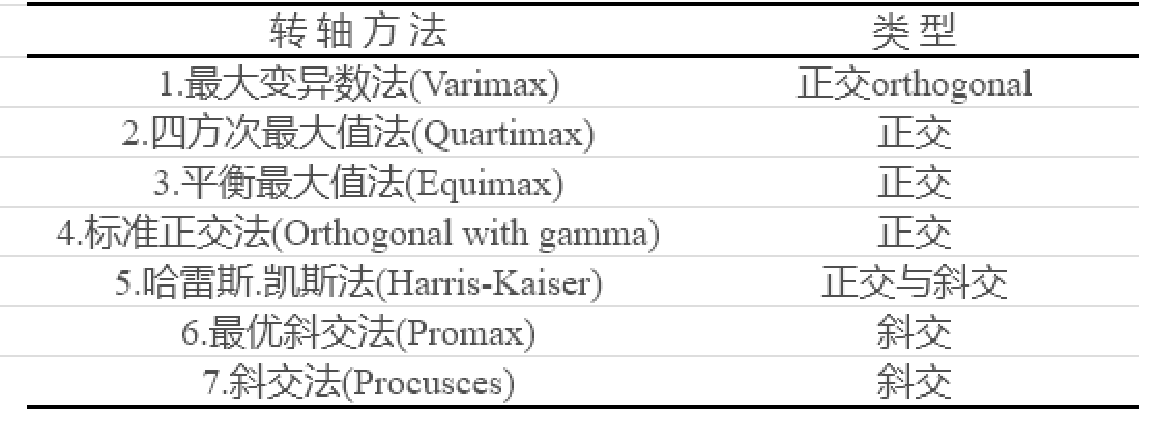 转轴方法 类型
1.最大变异数法(Varimax) 正交orthogonal
2.四方次最大值法(Quartimax) 正交
3.平衡最大值法(Equimax) 正交
4.标准正交法(Orthogonal with gamma) 正交
5.哈雷斯.凯斯法(Harris-Kaiser) 正交与斜交
6.最优斜交法(Promax) 斜交
7.斜交法(Procusces) 斜交